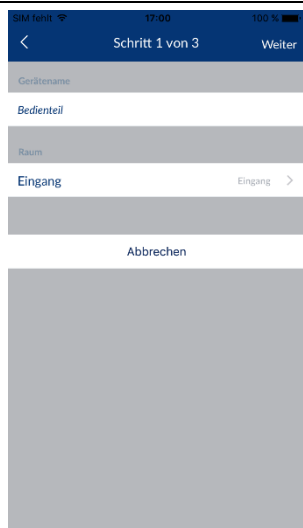 SIM fehlt 17:00 100 %
Schritt 1 von 3 Weiter
Gerätename
Bedienteil
Raum
Eingang Eingang
Abbrechen